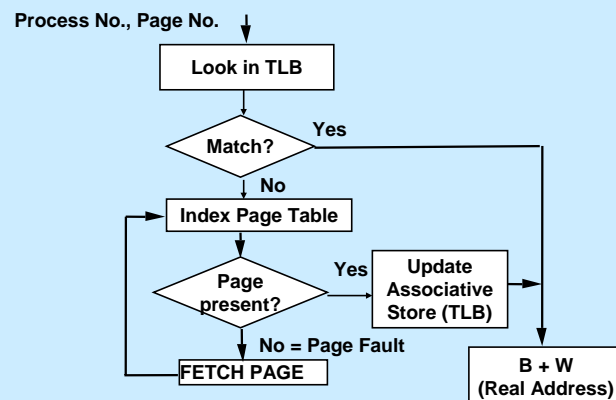 Process No., Page No.
Look in TLB
Match?
Yes
No
Index Page Table
Page
present?
Yes
Update
Associative
Store (TLB)
No = Page Fault
FETCH PAGE
B + W
(Real Address)